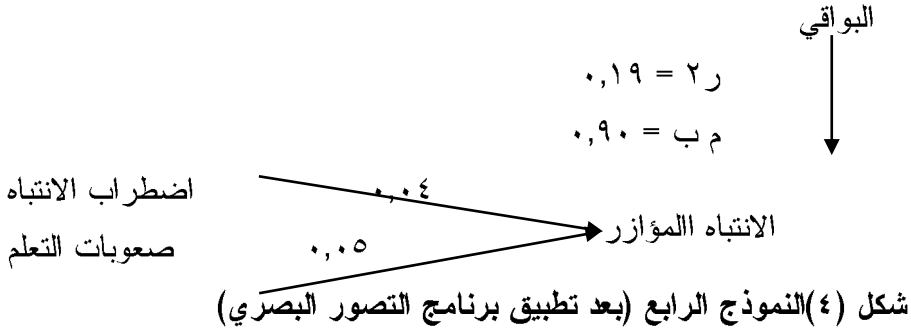 البواقي
ر٢ = ٠,١٩
م ب = ٠,٩٠
اضطراب الانتباه
٠,٠٤
الانتباه االمؤازر
صعوبات التعلم
٠,٠٥
شكل (٤)النموذج الرابع (بعد تطبيق برنامج التصور البصري)